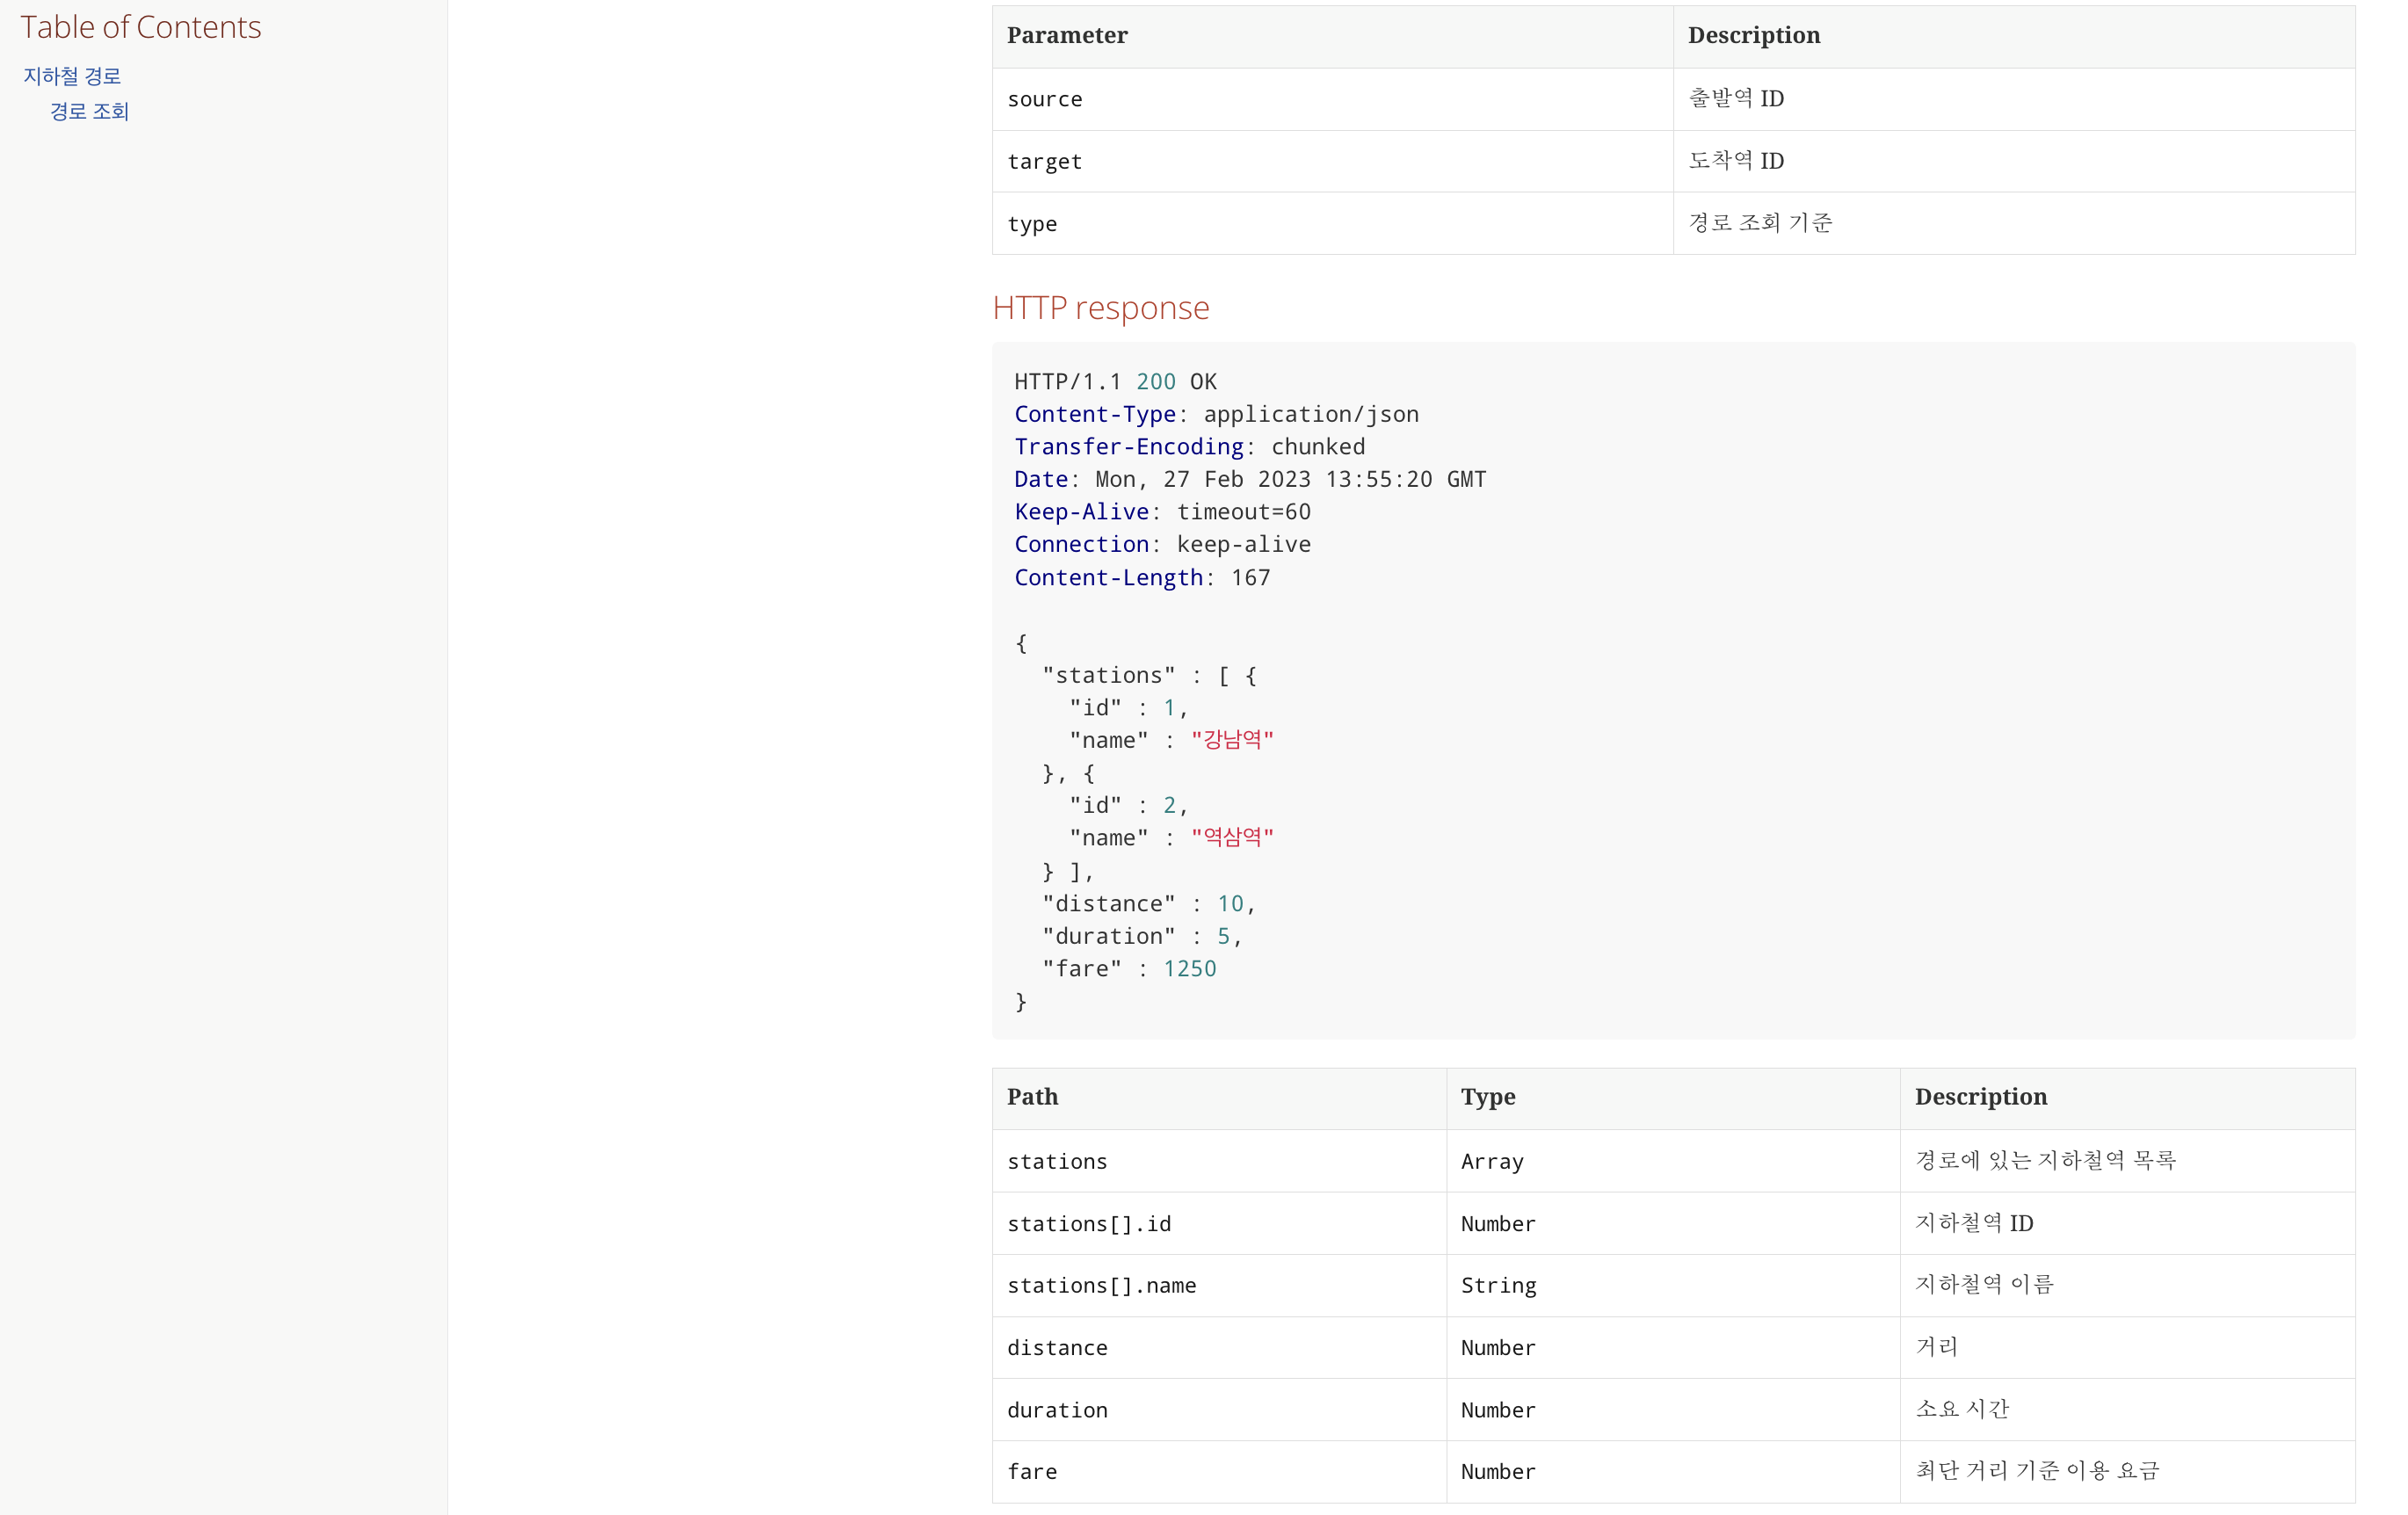 Table of Contents
지하철 경로
경로 조회
Parameter Description
source 출발역 ID
target 도착역 ID
type 경로 조회 기준
HTTP response
HTTP/1.1 200 OK
Content-Type: application/json
Transfer-Encoding: chunked
Date: Mon, 27 Feb 2023 13:55:20 GMT
Keep-Alive: timeout=60
Connection: keep-alive
Content-Length: 167
{
"stations" : [ {
"id" : 1,
"name" : "강남역"
}, {
"id" : 2,
"name" : "역삼역"
} ],
"distance" : 10,
"duration" : 5,
"fare" : 1250
}
Path Type Description
stations Array 경로에 있는 지하철역 목록
stations[].id Number 지하철역 ID
stations[].name String 지하철역 이름
distance Number 거리
duration Number 소요 시간
fare Number 최단 거리 기준 이용 요금